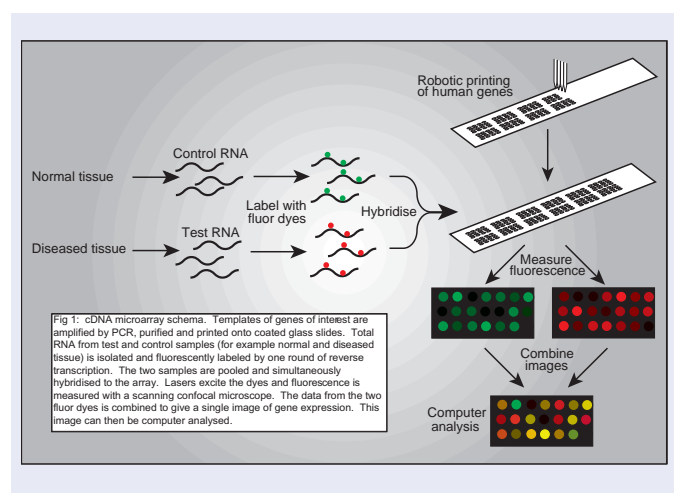 Robotic printing
of human genes
Control RNA
Normal tissue
Label with
fluor dyes
Hybridise
Test RNA
Diseased tissue
Measure
fluorescence
Combine
images
Computer
analysis
Fig 1: cDNA microarray schema. Templates of genes of interest are
amplified by PCR, purified and printed onto coated glass slides. Total
RNA from test and control samples (for example normal and diseased
tissue) is isolated and fluorescently labeled by one round of reverse
transcription. The two samples are pooled and simultaneously
hybridised to the array. Lasers excite the dyes and fluorescence is
measured with a scanning confocal microscope. The data from the two
fluor dyes is combined to give a single image of gene expression. This
image can then be computer analysed.